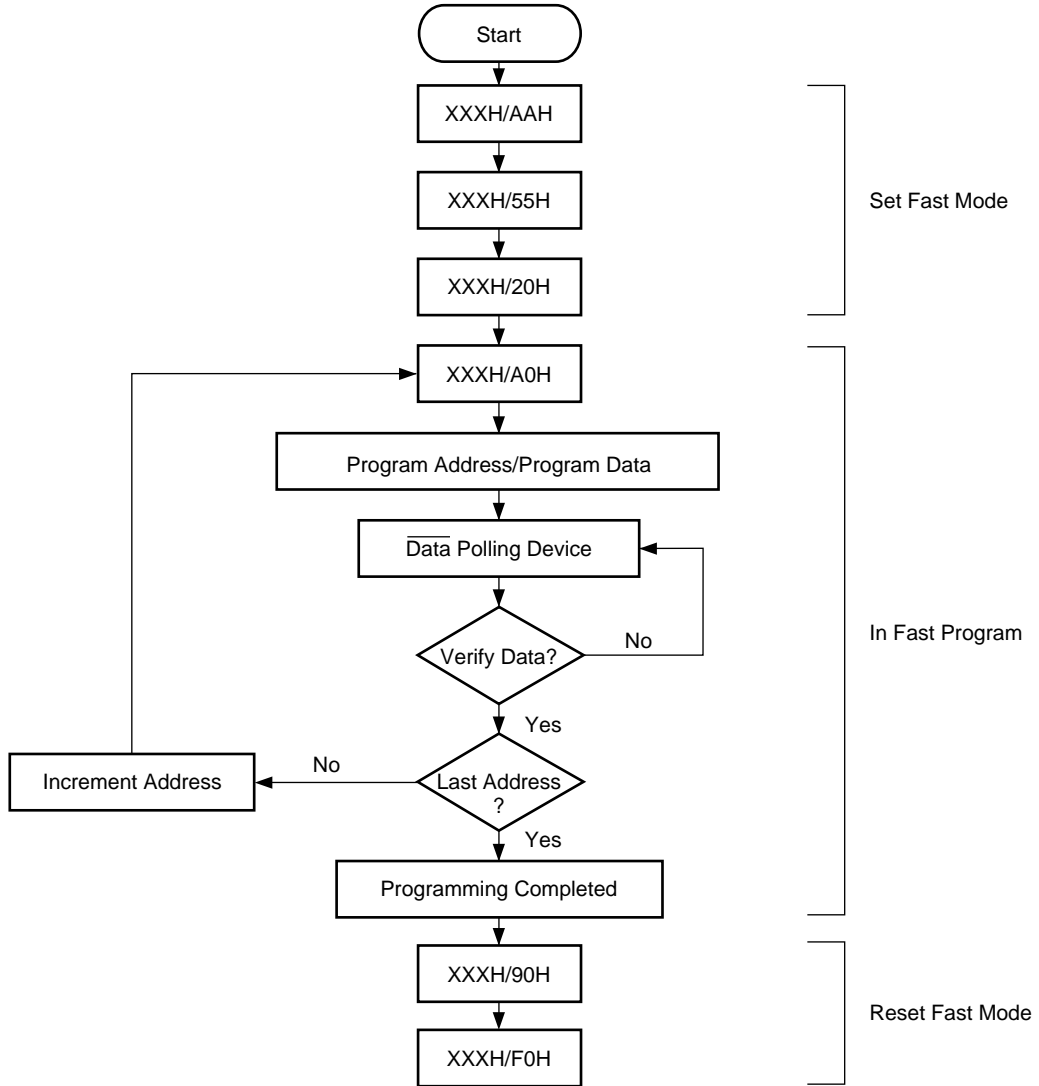 Start
XXXH/AAH
XXXH/55H
Set Fast Mode
XXXH/20H
XXXH/A0H
Program Address/Program Data
Data Polling Device
In Fast Program
Verify Data?
No
Yes
Increment Address
No
Last Address
?
Yes
Programming Completed
XXXH/90H
Reset Fast Mode
XXXH/F0H